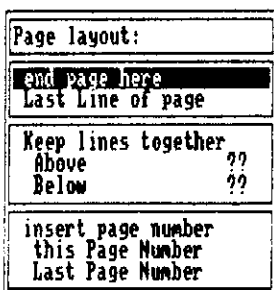 Page layout:
end page here
Last Line of page
Keep lines together
Above ??
Below ??
insert page number
this Page Number
Last Page Number